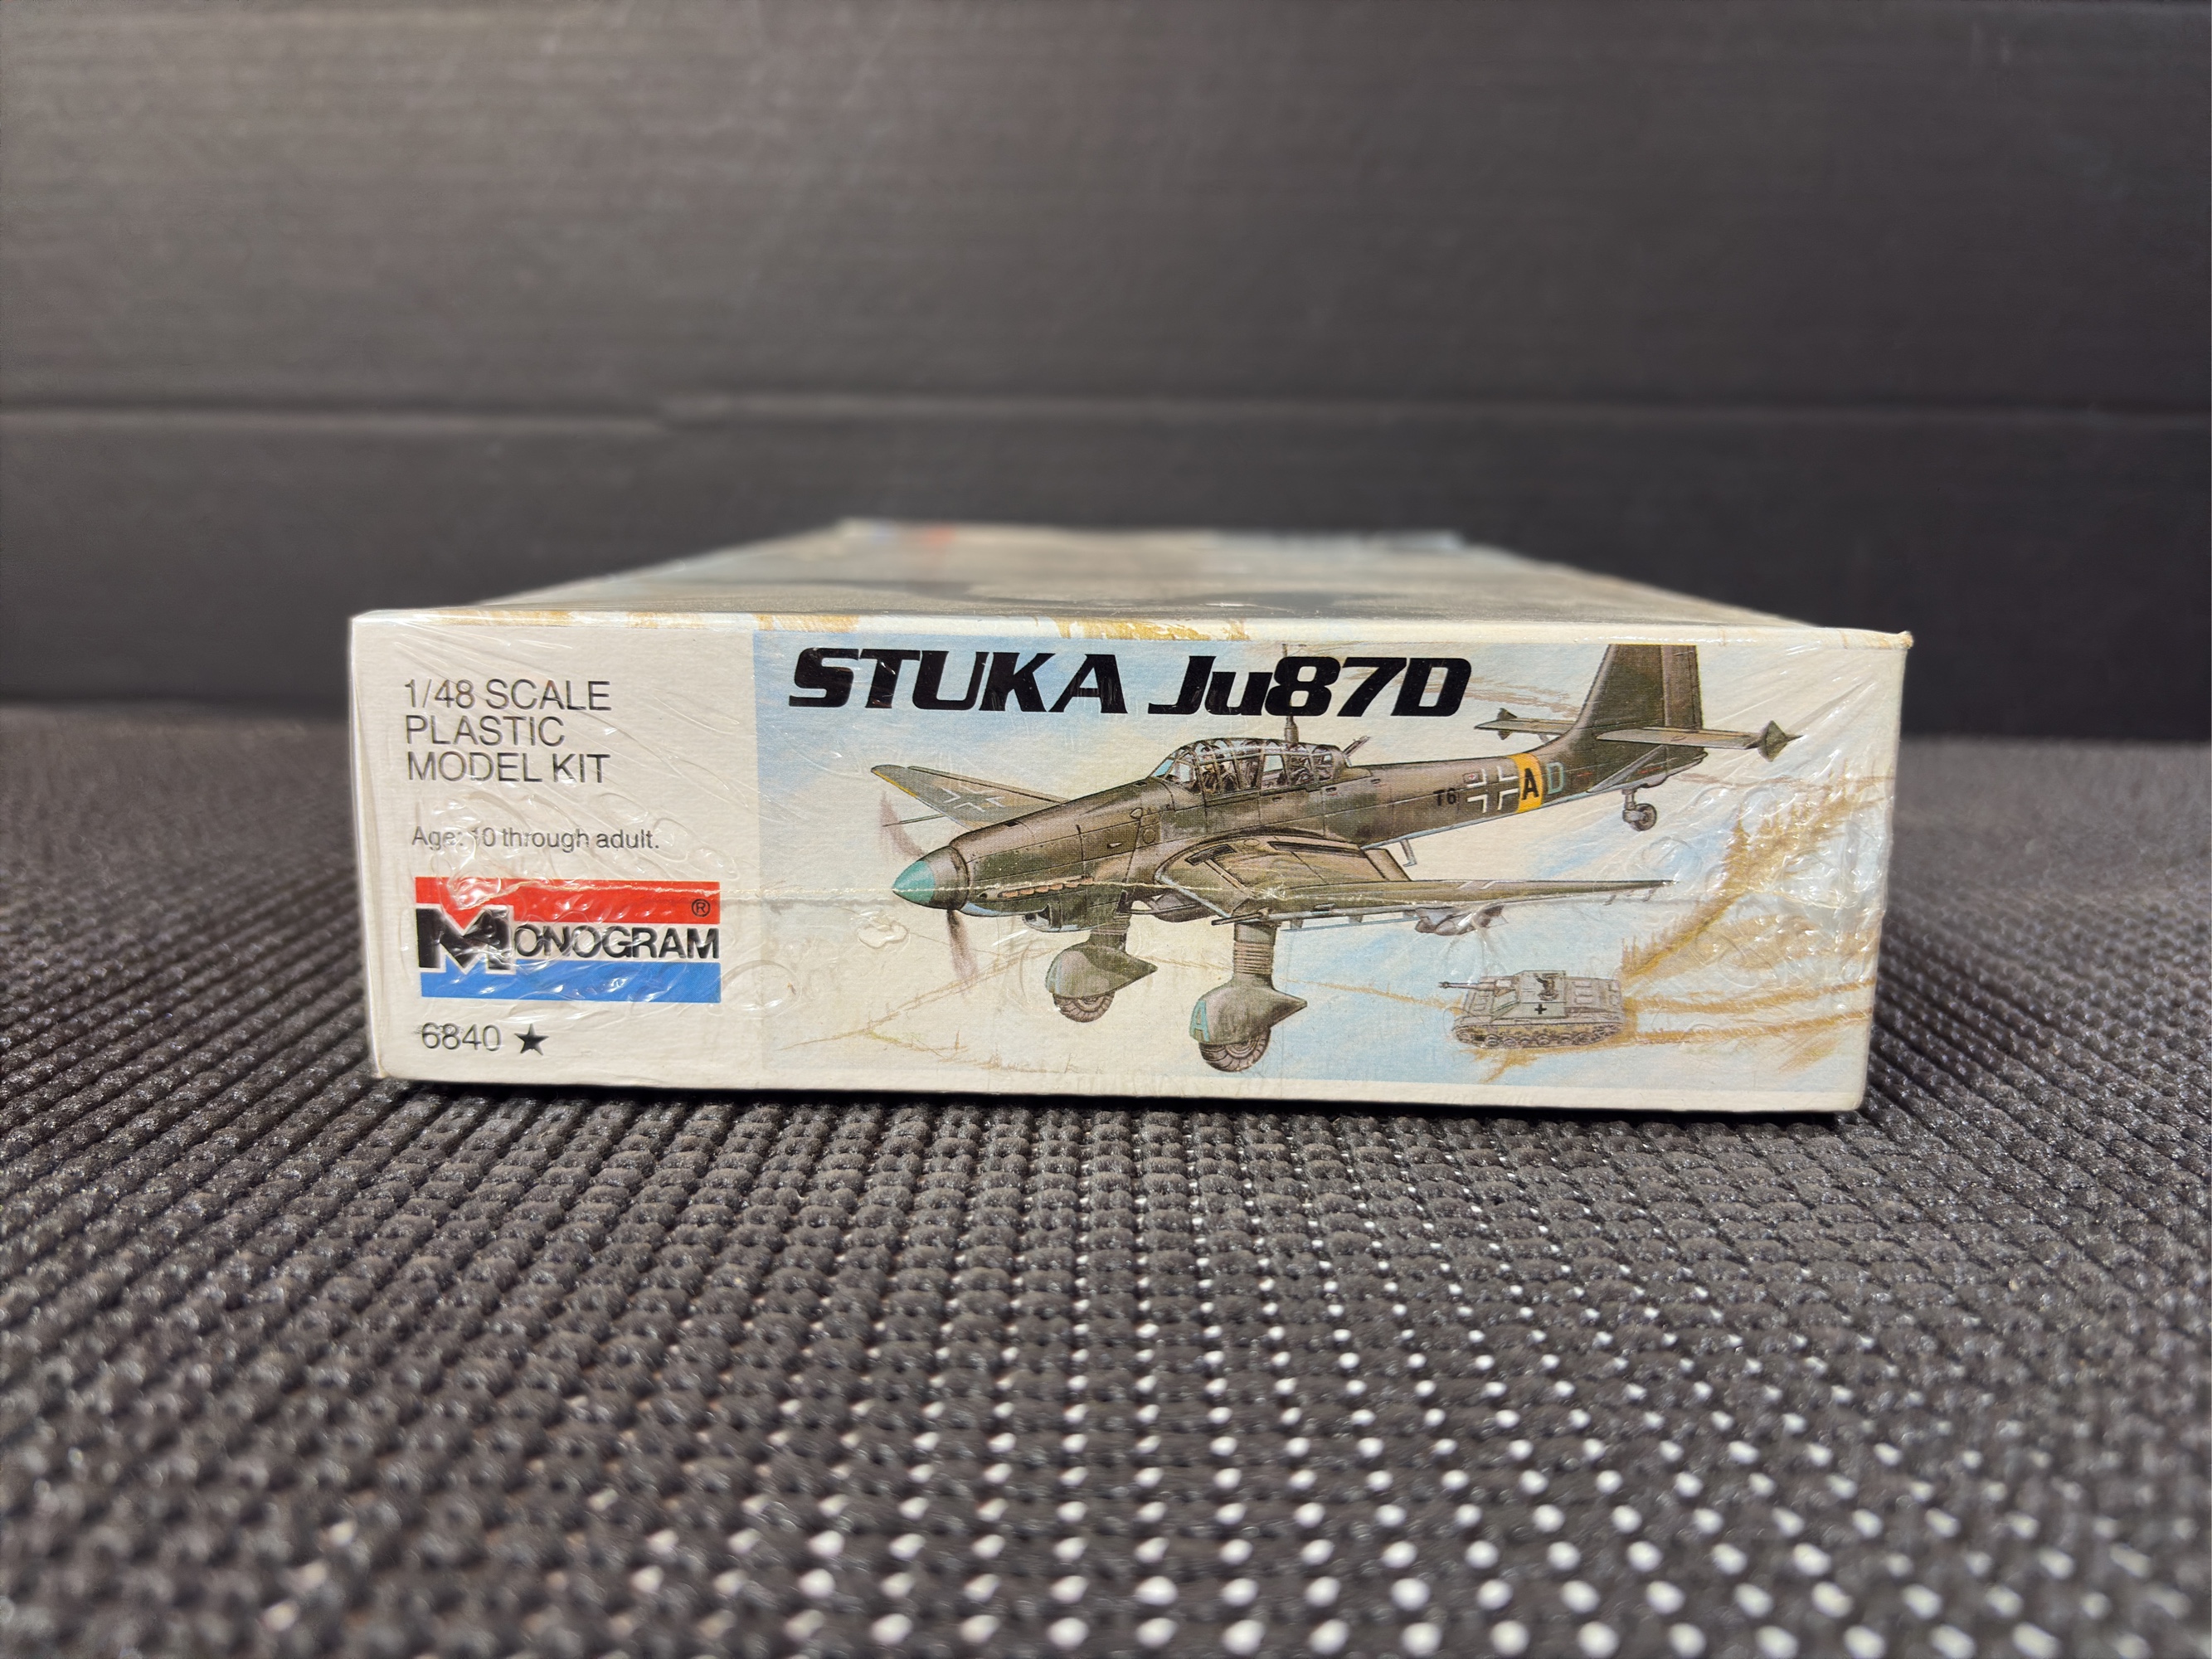 1/48 SCALE
PLASTIC
MODEL KIT
Age: 10 through adult.
MONOGRAM®
6840 ★
STUKA Ju87D
T6 A D
A